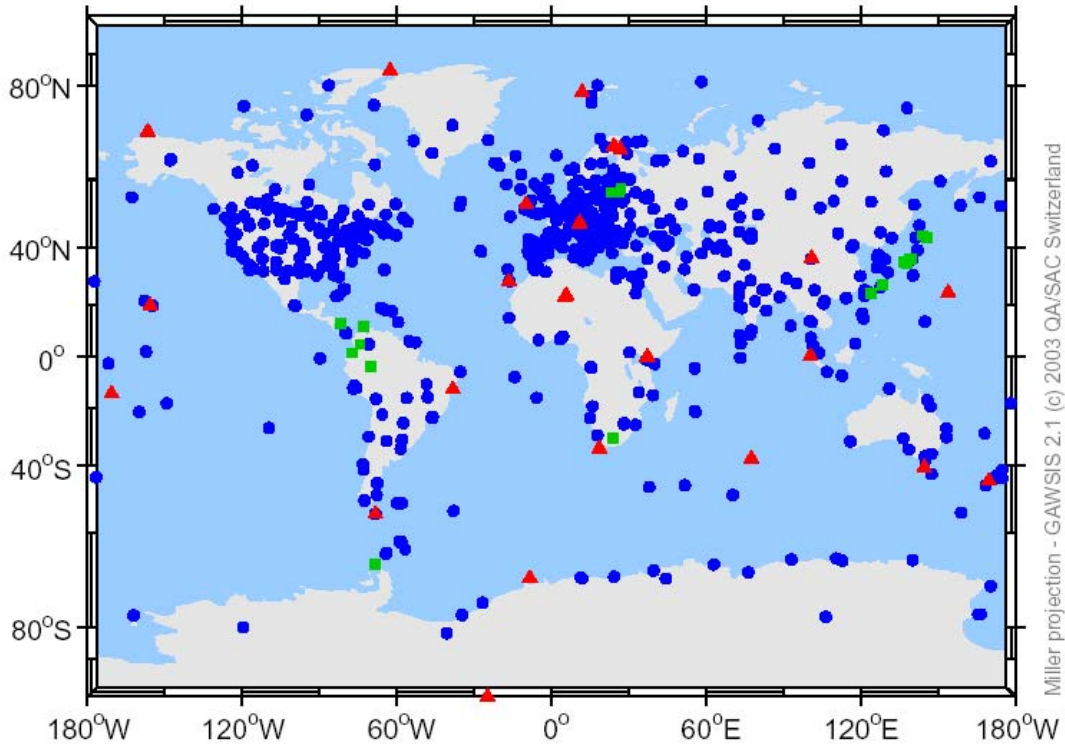 80°N
40°N
0°
40°S
80°S
180°W
120°W
60°W
0°
60°E
120°E
180°W
Miller projection - GAWSIS 2.1 (c) 2003 QA/SAC Switzerland